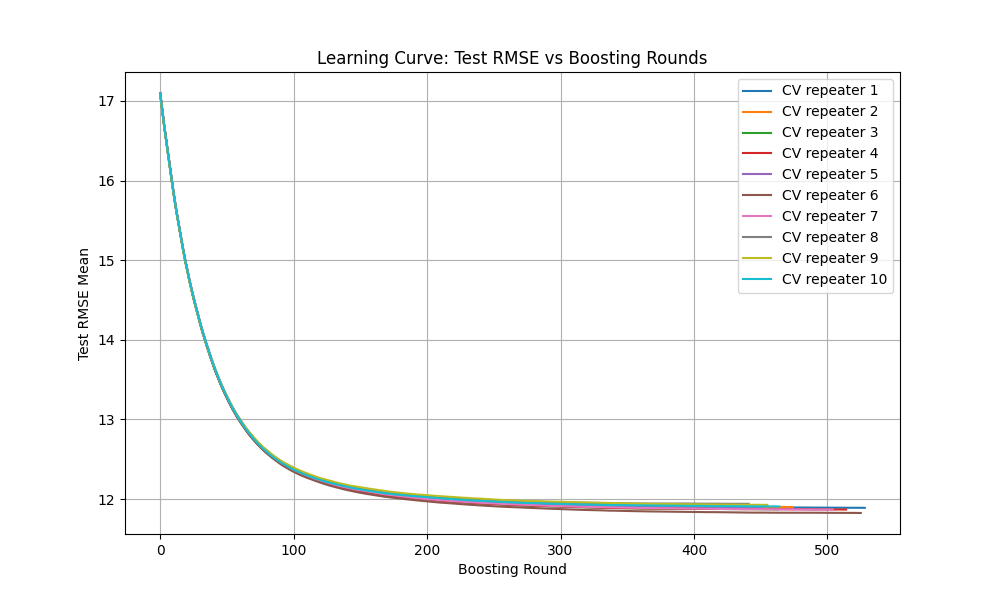 Learning Curve: Test RMSE vs Boosting Rounds
CV repeater 1
CV repeater 2
CV repeater 3
CV repeater 4
CV repeater 5
CV repeater 6
CV repeater 7
CV repeater 8
CV repeater 9
CV repeater 10
Test RMSE Mean
17
16
15
14
13
12
0 100 200 300 400 500
Boosting Round